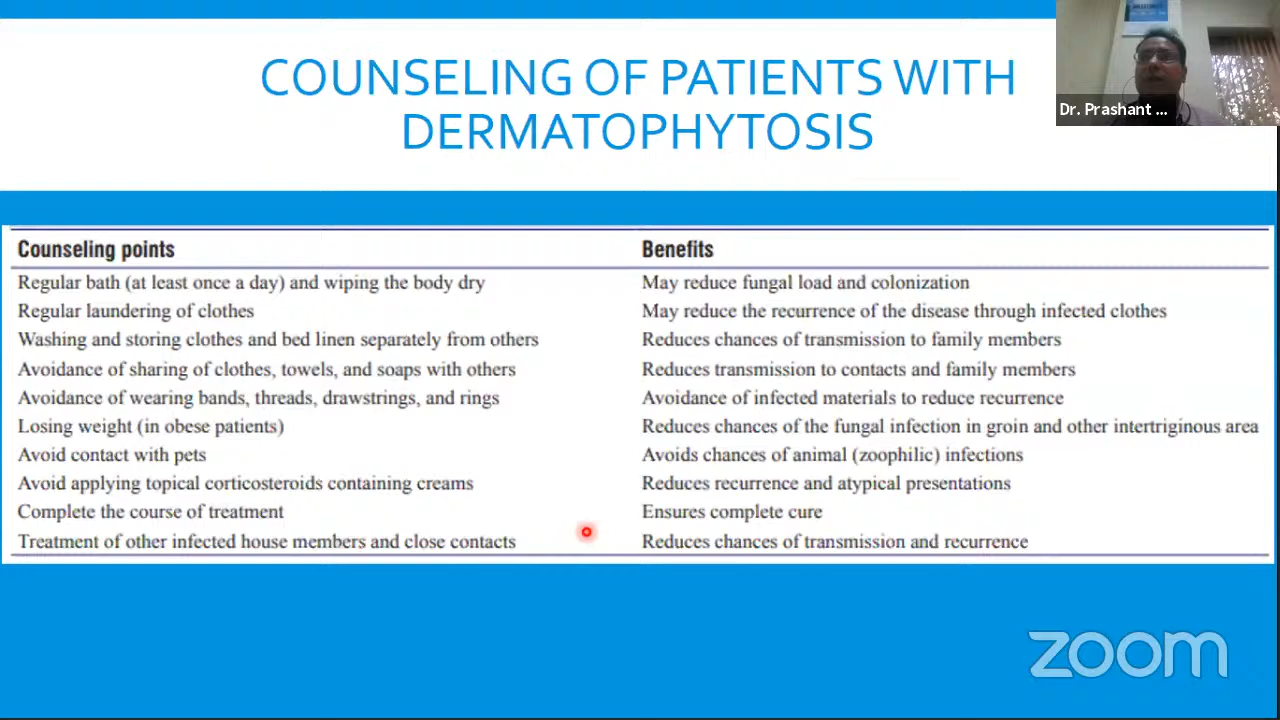 COUNSELING OF PATIENTS WITH
DERMATOPHYTOSIS
Dr. Prashant ...
Counseling points Benefits
Regular bath (at least once a day) and wiping the body dry May reduce fungal load and colonization
Regular laundering of clothes May reduce the recurrence of the disease through infected clothes
Washing and storing clothes and bed linen separately from others Reduces chances of transmission to family members
Avoidance of sharing of clothes, towels, and soaps with others Reduces transmission to contacts and family members
Avoidance of wearing bands, threads, drawstrings, and rings Avoidance of infected materials to reduce recurrence
Losing weight (in obese patients) Reduces chances of the fungal infection in groin and other intertriginous area
Avoid contact with pets Avoids chances of animal (zoophilic) infections
Avoid applying topical corticosteroids containing creams Reduces recurrence and atypical presentations
Complete the course of treatment Ensures complete cure
Treatment of other infected house members and close contacts Reduces chances of transmission and recurrence
zoom